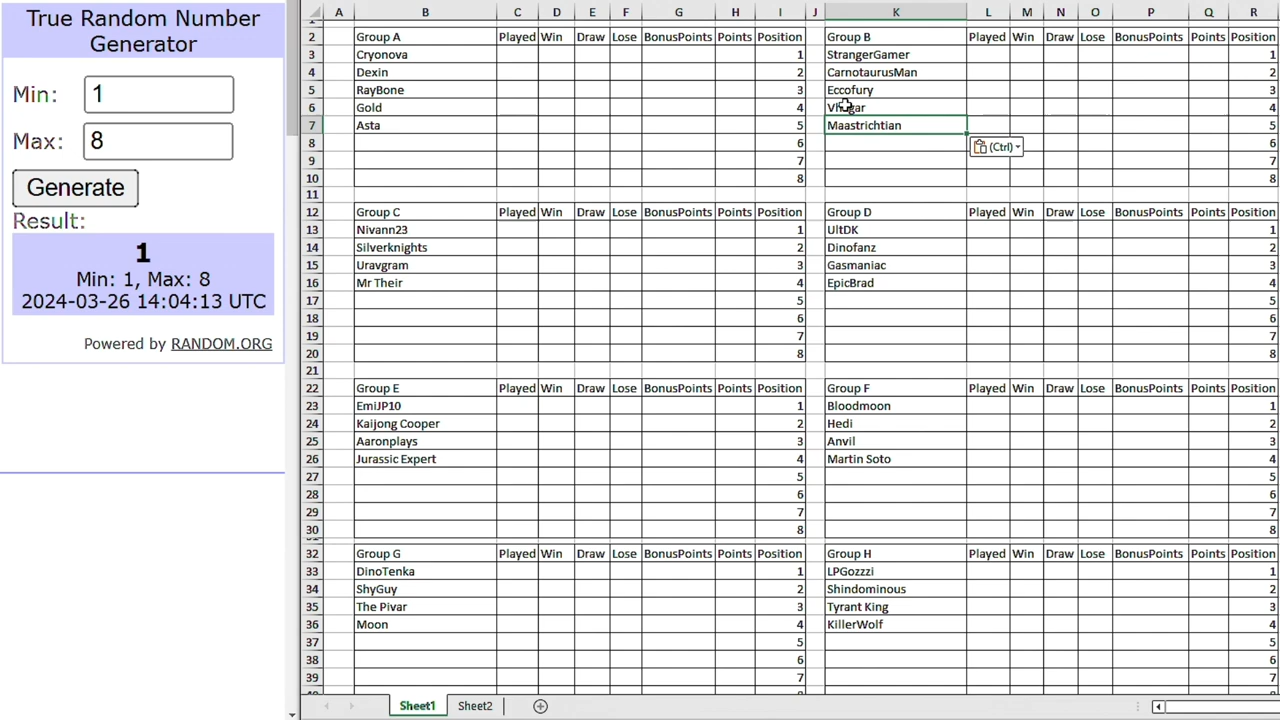 True Random Number
Generator
Min: 1
Max: 8
Generate
Result:
1
Min: 1, Max: 8
2024-03-26 14:04:13 UTC
Powered by RANDOM.ORG
A B C D E F G H I J K L M N O P Q R
2 Group A Played Win Draw Lose BonusPoints Points Position Group B Played Win Draw Lose BonusPoints Points Position
3 Cryonova 1 StrangerGamer 1
4 Dexin 2 CarnotaurusMan 2
5 RayBone 3 Eccofury 3
6 Gold 4 4
7 Asta 5 Maastrichtian 5
8 6 6
(Ctrl)
9 7 7
10 8 8
11
12 Group C Played Win Draw Lose BonusPoints Points Position Group D Played Win Draw Lose BonusPoints Points Position
13 Nivann23 1 UltDK 1
14 Silverknights 2 Dinofanz 2
15 Uravgram 3 Gasmaniac 3
16 Mr Their 4 EpicBrad 4
17 5 5
18 6 6
19 7 7
20 8 8
21
22 Group E Played Win Draw Lose BonusPoints Points Position Group F Played Win Draw Lose BonusPoints Points Position
23 EmiJP10 1 Bloodmoon 1
24 Kaijong Cooper 2 Hedi 2
25 Aaronplays 3 Anvil 3
26 Jurassic Expert 4 Martin Soto 4
27 5 5
28 6 6
29 7 7
30 8 8
32 Group G Played Win Draw Lose BonusPoints Points Position Group H Played Win Draw Lose BonusPoints Points Position
33 DinoTenka 1 LPGozzzi 1
34 ShyGuy 2 Shindominous 2
35 The Pivar 3 Tyrant King 3
36 Moon 4 KillerWolf 4
37 5 5
38 6 6
39 7 7
Sheet1 Sheet2